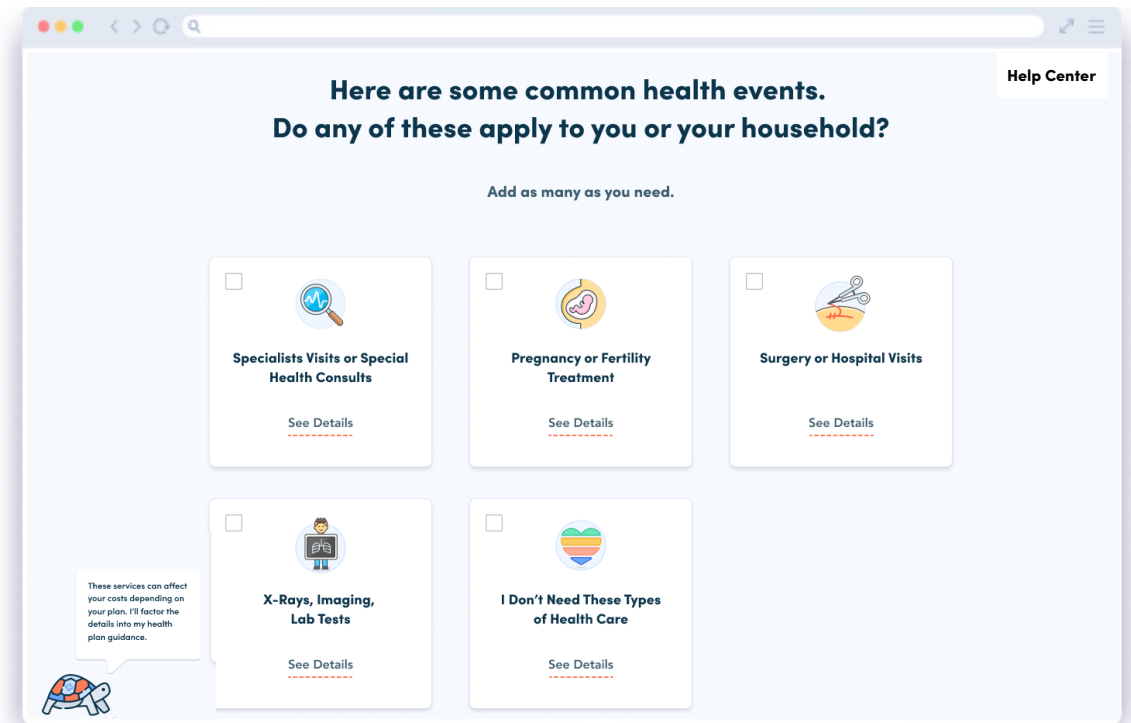 Help Center
Here are some common health events.
Do any of these apply to you or your household?
Add as many as you need.
Specialists Visits or Special
Health Consults
See Details
Pregnancy or Fertility
Treatment
See Details
Surgery or Hospital Visits
See Details
X-Rays, Imaging,
Lab Tests
See Details
I Don’t Need These Types
of Health Care
See Details
These services can affect
your costs depending on
your plan. I’ll factor the
details into my health
plan guidance.